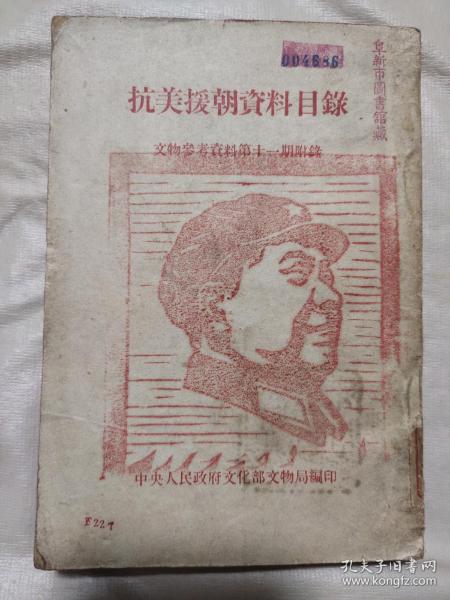 004686
阜新市圖書館藏
抗美援朝資料目錄
文物參考資料第十一期附錄
中央人民政府文化部文物局編印
孔夫子旧书网
www.kongfz.com